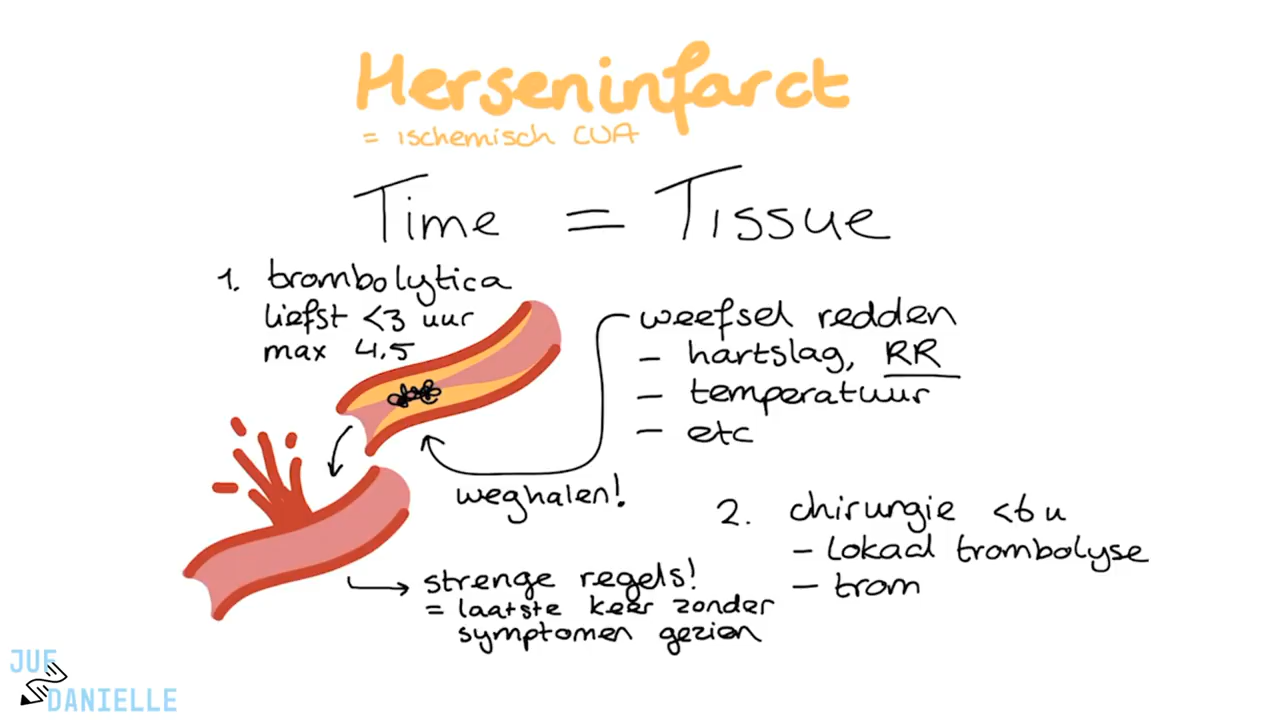 Herseninfarct
= ischemisch CVA
Time = Tissue
1. trombolytica
liefst <3 uur
max 4.5
weefsel redden
- hartslag, RR
- temperatuur
- etc
weghalen!
2. chirurgie <6 u
- lokaal trombolyse
- trom
strenge regels!
= laatste keer zonder
symptomen gezien
JUF
DANIELLE